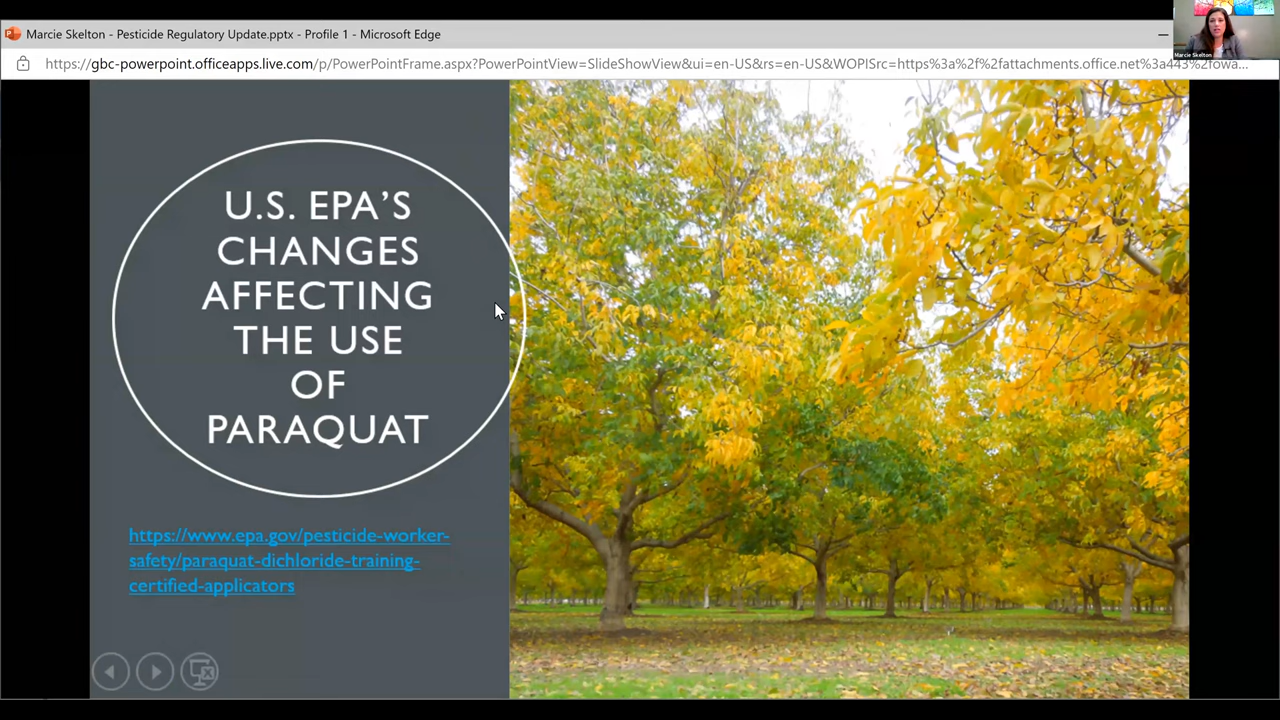 Marcie Skelton - Pesticide Regulatory Update.pptx - Profile 1 - Microsoft Edge
https://gbc-powerpoint.officeapps.live.com/p/PowerPointFrame.aspx?PowerPointView=SlideShowView&ui=en-US&rs=en-US&WOPISrc=https%3a%2f%2fattachments.office.net%3a443%2fowa...
Marcie Skelton
U.S. EPA'S
CHANGES
AFFECTING
THE USE
OF
PARAQUAT
https://www.epa.gov/pesticide-worker-
safety/paraquat-dichloride-training-
certified-applicators